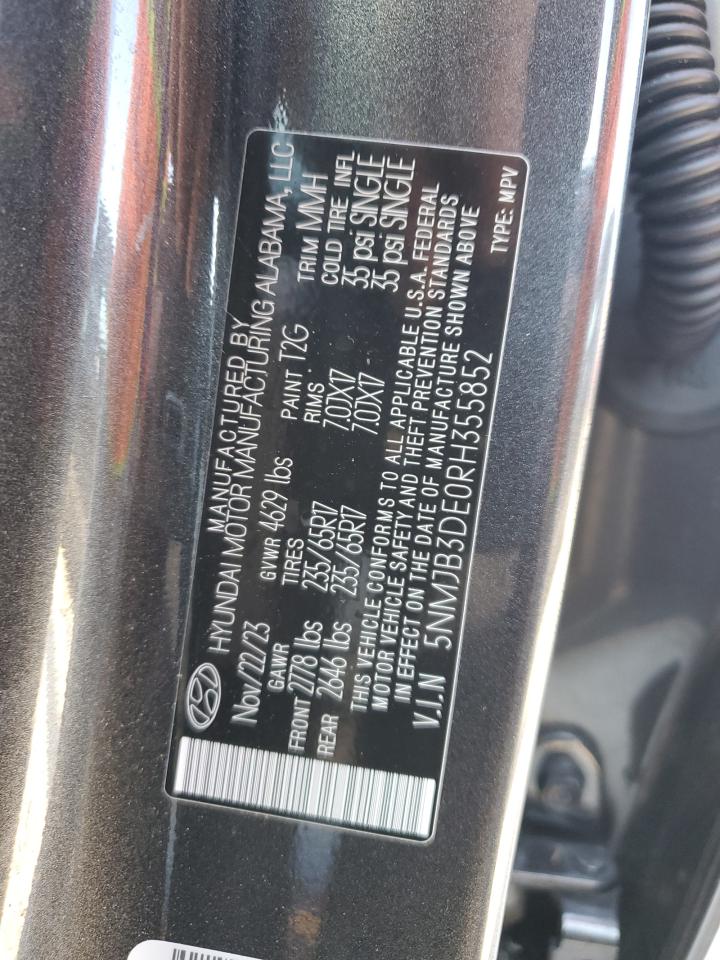 MANUFACTURED BY
HYUNDAI MOTOR MANUFACTURING ALABAMA, LLC
Nov/22/23 GVWR 4629 lbs PAINT T2G TRIM MMH
GAWR TIRES RIMS COLD TIRE INFL
FRONT 2778 lbs 235/65R17 7.0JX17 35 psi SINGLE
REAR 2646 lbs 235/65R17 7.0JX17 35 psi SINGLE
THIS VEHICLE CONFORMS TO ALL APPLICABLE U.S.A. FEDERAL
MOTOR VEHICLE SAFETY AND THEFT PREVENTION STANDARDS
IN EFFECT ON THE DATE OF MANUFACTURE SHOWN ABOVE
V.I.N 5NMJB3DE0RH355852 TYPE: MPV